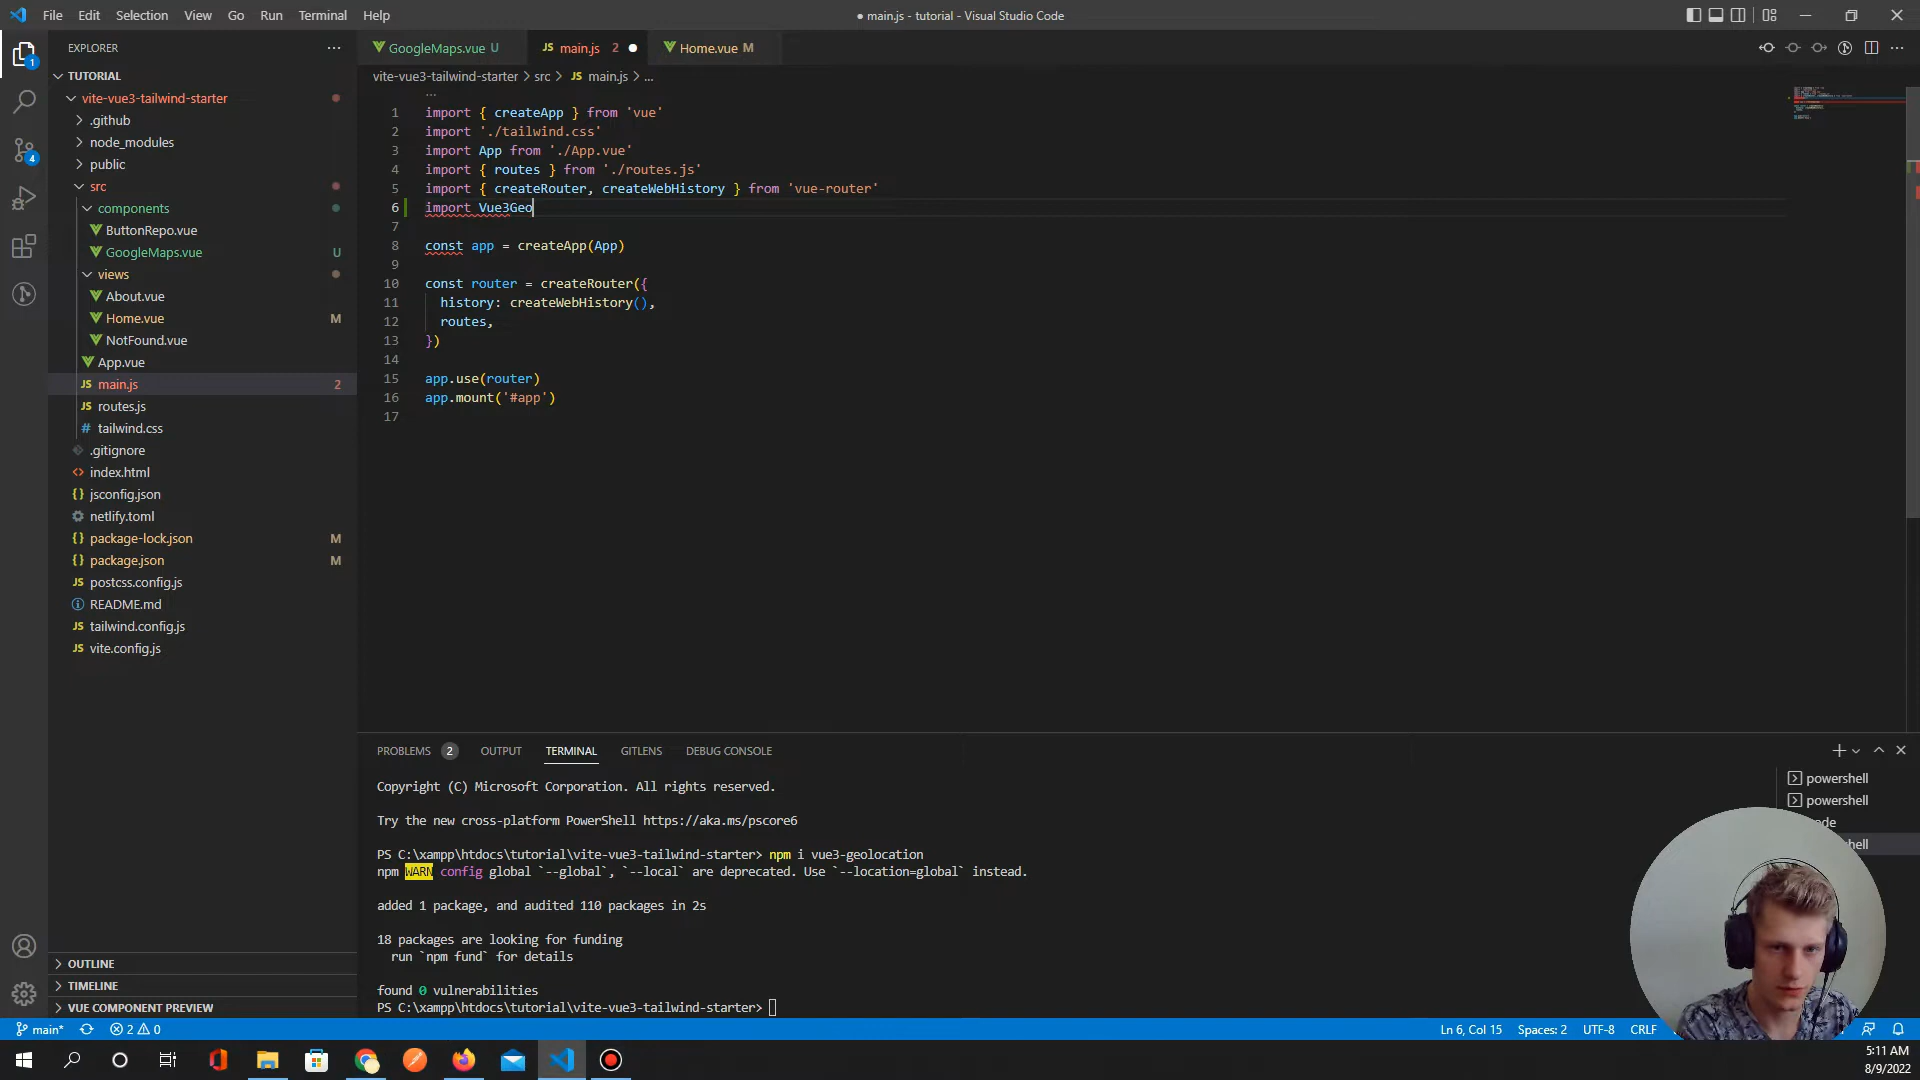 File Edit Selection View Go Run Terminal Help
● main.js - tutorial - Visual Studio Code
1
4
EXPLORER
TUTORIAL
vite-vue3-tailwind-starter
.github
node_modules
public
src
components
ButtonRepo.vue
GoogleMaps.vue U
views
About.vue
Home.vue M
NotFound.vue
App.vue
JS main.js 2
JS routes.js
# tailwind.css
.gitignore
<> index.html
{} jsconfig.json
netlify.toml
{} package-lock.json M
{} package.json M
JS postcss.config.js
README.md
JS tailwind.config.js
JS vite.config.js
OUTLINE
TIMELINE
VUE COMPONENT PREVIEW
GoogleMaps.vue U JS main.js 2 Home.vue M
vite-vue3-tailwind-starter > src > JS main.js > ...
1 import { createApp } from 'vue'
2 import './tailwind.css'
3 import App from './App.vue'
4 import { routes } from './routes.js'
5 import { createRouter, createWebHistory } from 'vue-router'
6 import Vue3Geo
7
8 const app = createApp(App)
9
10 const router = createRouter({
11 history: createWebHistory(),
12 routes,
13 })
14
15 app.use(router)
16 app.mount('#app')
17
PROBLEMS 2 OUTPUT TERMINAL GITLENS DEBUG CONSOLE
Copyright (C) Microsoft Corporation. All rights reserved.
Try the new cross-platform PowerShell https://aka.ms/pscore6
PS C:\xampp\htdocs\tutorial\vite-vue3-tailwind-starter> npm i vue3-geolocation
npm WARN config global `--global`, `--local` are deprecated. Use `--location=global` instead.
added 1 package, and audited 110 packages in 2s
18 packages are looking for funding
run `npm fund` for details
found 0 vulnerabilities
PS C:\xampp\htdocs\tutorial\vite-vue3-tailwind-starter>
powershell
powershell
main* 2 0
Ln 6, Col 15 Spaces: 2 UTF-8 CRLF
5:11 AM
8/9/2022